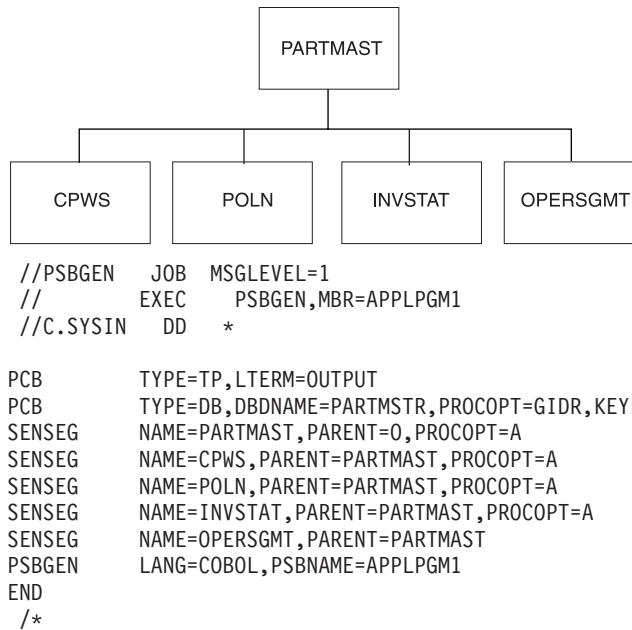 PARTMAST
CPWS POLN INVSTAT OPERSGMT
//PSBGEN JOB MSGLEVEL=1
// EXEC PSBGEN,MBR=APPLPGM1
//C.SYSIN DD *
PCB TYPE=TP,LTERM=OUTPUT
PCB TYPE=DB,DBDNAME=PARTMSTR,PROCOPT=GIDR,KEY
SENSEG NAME=PARTMAST,PARENT=0,PROCOPT=A
SENSEG NAME=CPWS,PARENT=PARTMAST,PROCOPT=A
SENSEG NAME=POLN,PARENT=PARTMAST,PROCOPT=A
SENSEG NAME=INVSTAT,PARENT=PARTMAST,PROCOPT=A
SENSEG NAME=OPERSGMT,PARENT=PARTMAST
PSBGEN LANG=COBOL,PSBNAME=APPLPGM1
END
/*